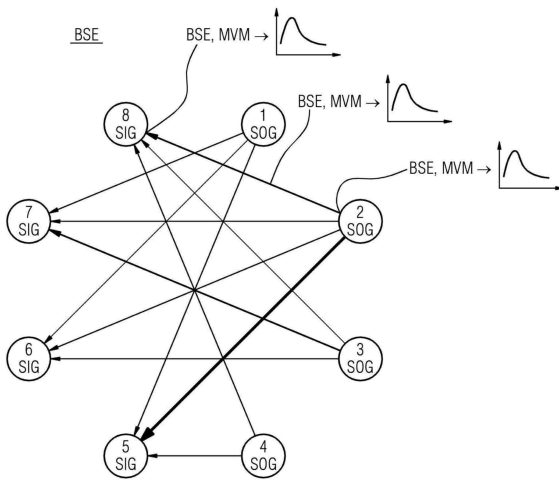 BSE
BSE, MVM →
BSE, MVM →
BSE, MVM →
8
SIG
1
SOG
7
SIG
2
SOG
6
SIG
3
SOG
5
SIG
4
SOG